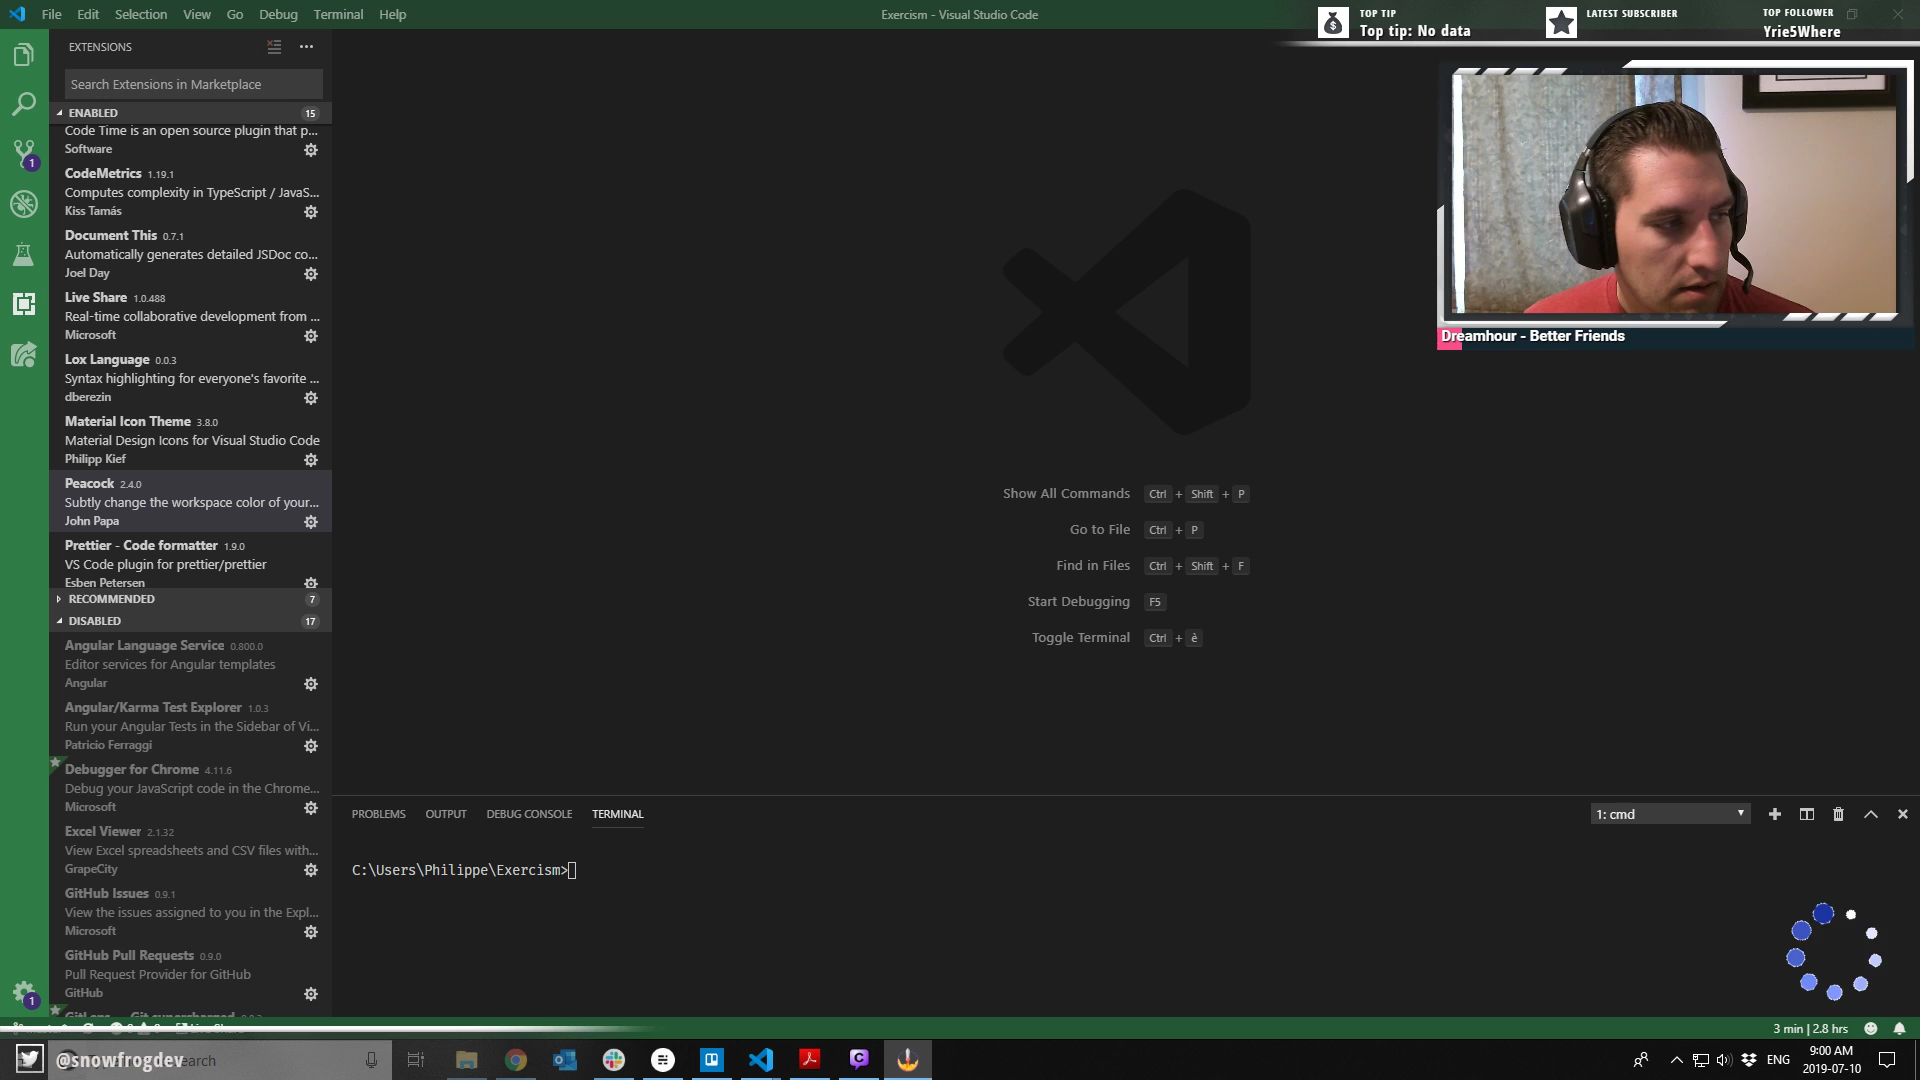 File Edit Selection View Go Debug Terminal Help
Exercism - Visual Studio Code
TOP TIP
Top tip: No data
LATEST SUBSCRIBER
TOP FOLLOWER
Yrie5Where
EXTENSIONS
Search Extensions in Marketplace
ENABLED 15
Code Time is an open source plugin that p...
Software
CodeMetrics 1.19.1
Computes complexity in TypeScript / JavaS...
Kiss Tamás
Document This 0.7.1
Automatically generates detailed JSDoc co...
Joel Day
Live Share 1.0.488
Real-time collaborative development from ...
Microsoft
Lox Language 0.0.3
Syntax highlighting for everyone's favorite ...
dberezin
Material Icon Theme 3.8.0
Material Design Icons for Visual Studio Code
Philipp Kief
Peacock 2.4.0
Subtly change the workspace color of your...
John Papa
Prettier - Code formatter 1.9.0
VS Code plugin for prettier/prettier
Esben Petersen
RECOMMENDED 7
DISABLED 17
Angular Language Service 0.800.0
Editor services for Angular templates
Angular
Angular/Karma Test Explorer 1.0.3
Run your Angular Tests in the Sidebar of Vi...
Patricio Ferraggi
Debugger for Chrome 4.11.6
Debug your JavaScript code in the Chrome...
Microsoft
Excel Viewer 2.1.32
View Excel spreadsheets and CSV files with...
GrapeCity
GitHub Issues 0.9.1
View the issues assigned to you in the Expl...
Microsoft
GitHub Pull Requests 0.9.0
Pull Request Provider for GitHub
GitHub
1
1
Dreamhour - Better Friends
Show All Commands Ctrl + Shift + P
Go to File Ctrl + P
Find in Files Ctrl + Shift + F
Start Debugging F5
Toggle Terminal Ctrl + è
PROBLEMS OUTPUT DEBUG CONSOLE TERMINAL
1: cmd
C:\Users\Philippe\Exercism>
3 min | 2.8 hrs
@snowfrogdev
ENG
9:00 AM
2019-07-10